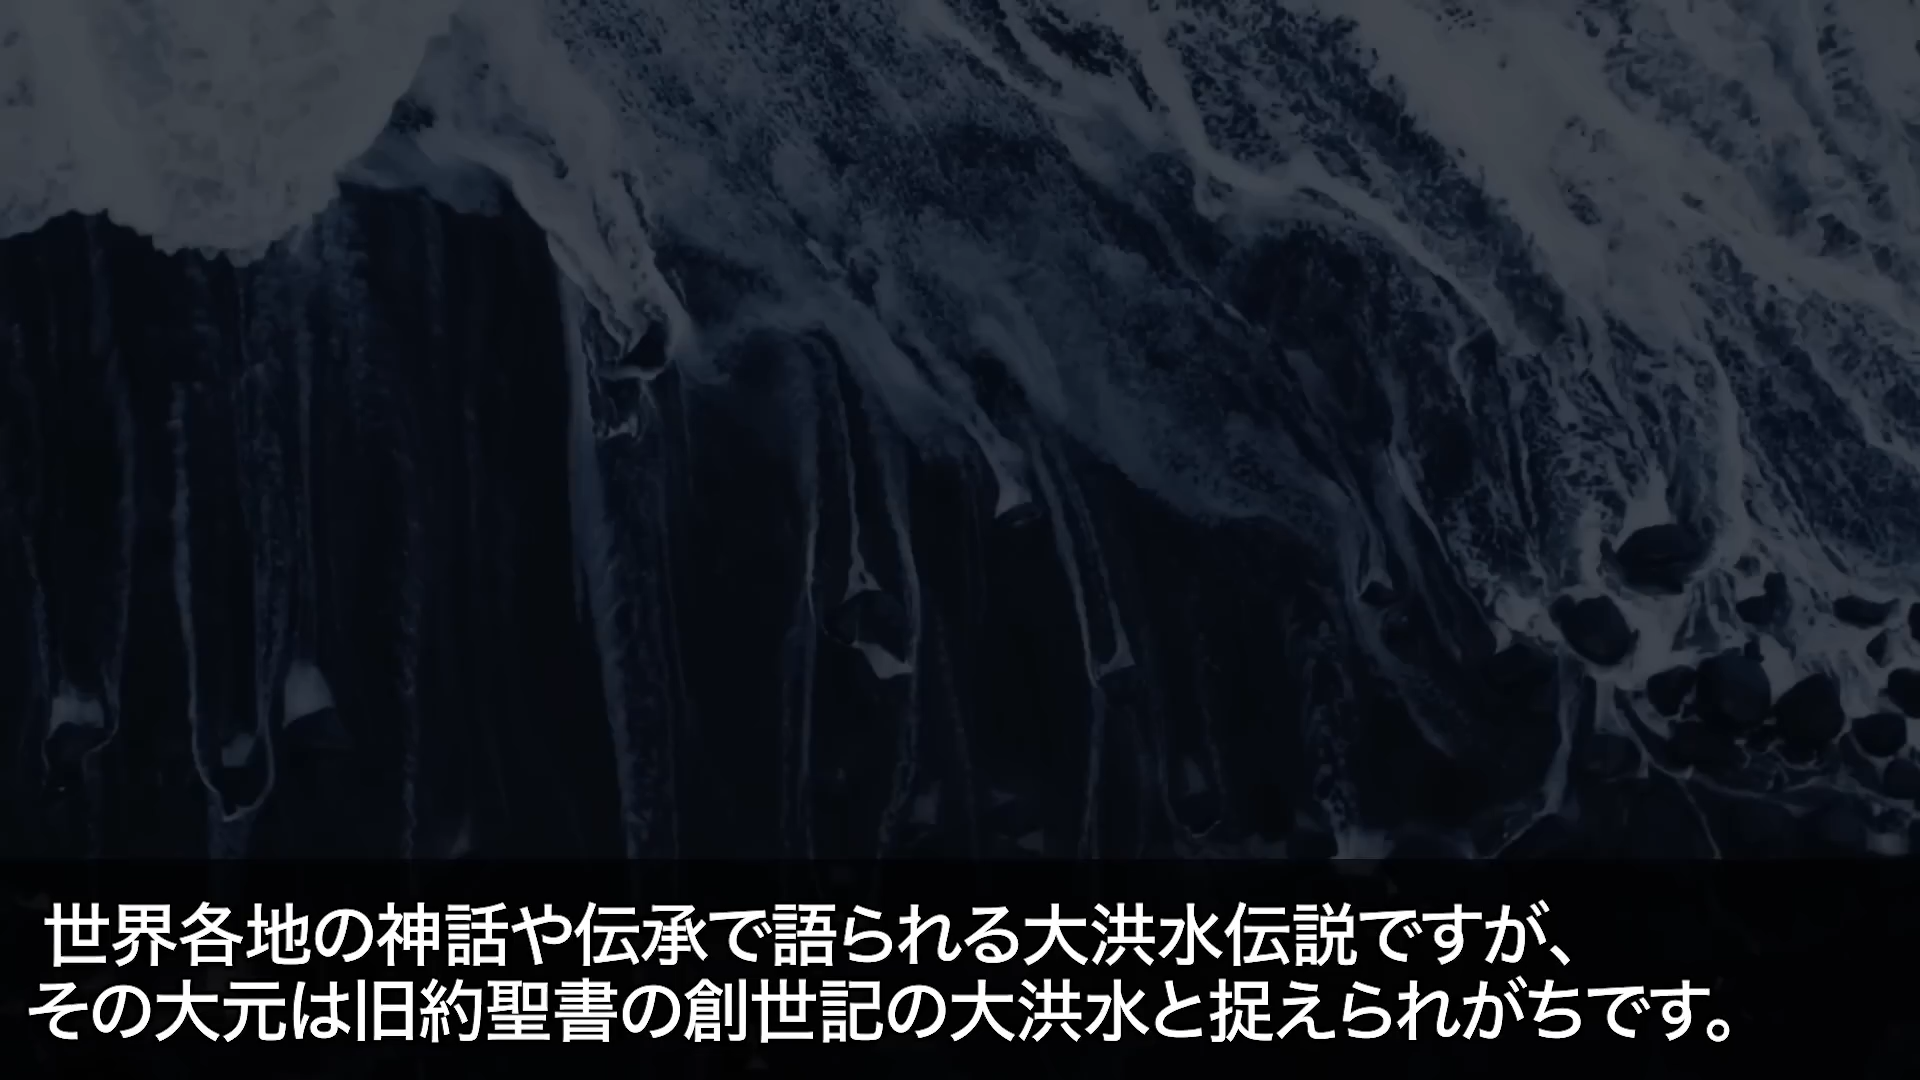 世界各地の神話や伝承で語られる大洪水伝説ですが、
その大元は旧約聖書の創世記の大洪水と捉えられがちです。